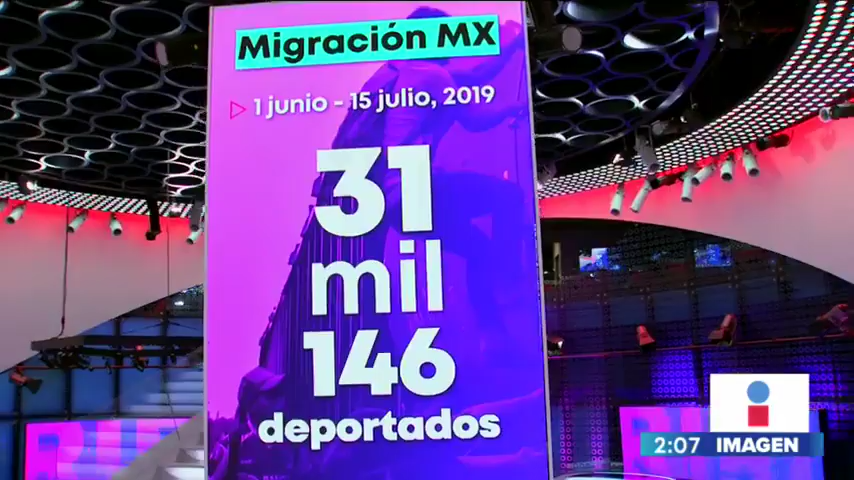 Migración MX
1 junio - 15 julio, 2019
31
mil
146
deportados
2:07 IMAGEN